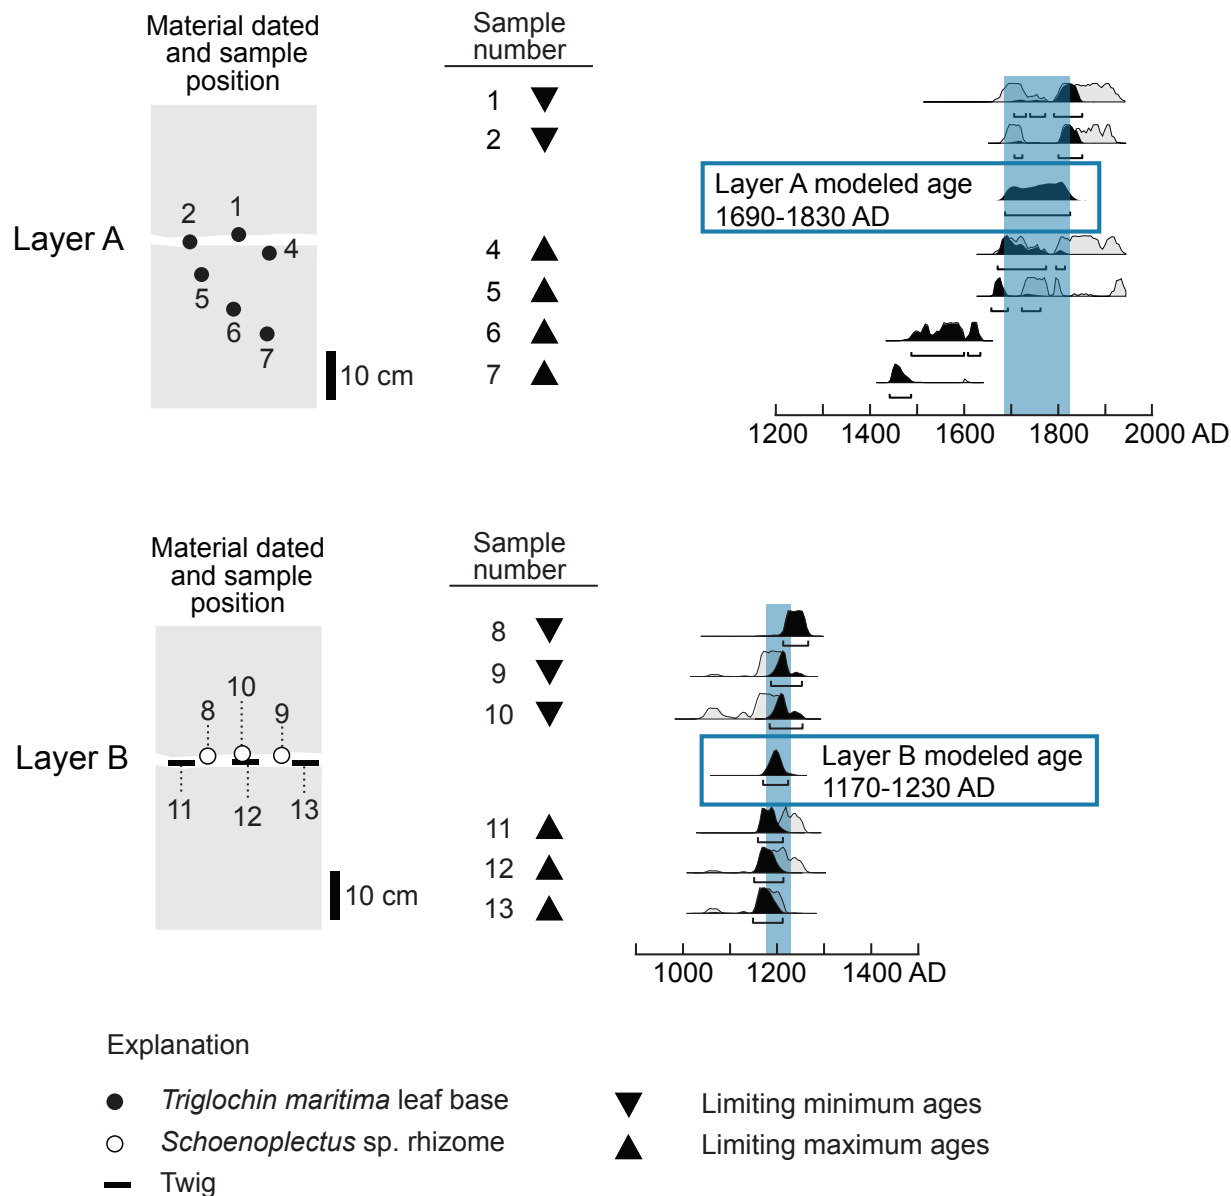 Material dated
and sample
position
Sample
number
1
2
Layer A modeled age
1690-1830 AD
4
5
6
7
2
1
4
5
6
7
Layer A
10 cm
1200
1400
1600
1800
2000 AD
Material dated
and sample
position
Sample
number
8
9
10
Layer B modeled age
1170-1230 AD
11
12
13
10
8
9
Layer B
11
12
13
10 cm
1000
1200
1400 AD
Explanation
Triglochin maritima leaf base
Schoenoplectus sp. rhizome
Twig
Limiting minimum ages
Limiting maximum ages